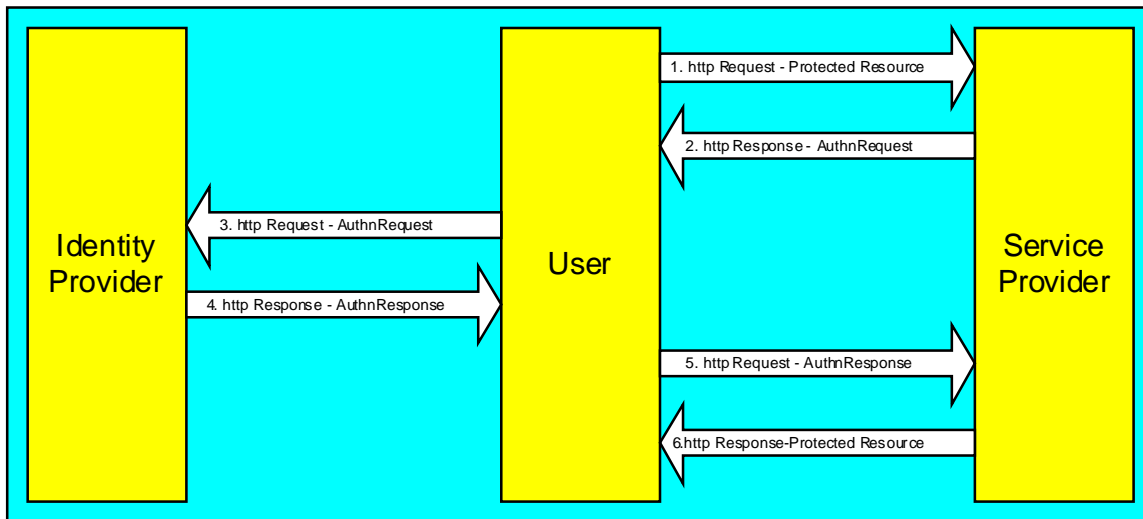 1. http Request - Protected Resource
2. http Response - AuthnRequest
3. http Request - AuthnRequest
Identity
Provider
User
Service
Provider
4. http Response - AuthnResponse
5. http Request - AuthnResponse
6.http Response-Protected Resource